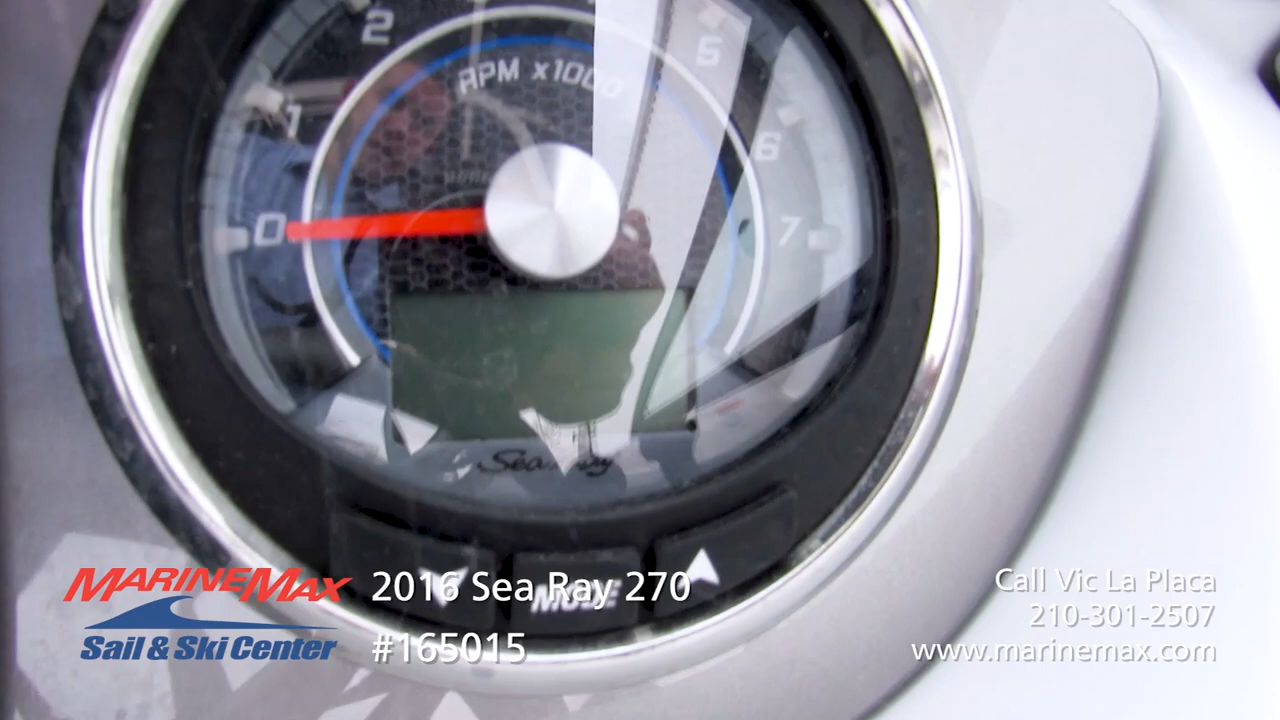 2
5
RPM x1000
1
6
0
7
Sea Ray
MODE
MARINEMAX
Sail & Ski Center
2016 Sea Ray 270
#165015
Call Vic La Placa
210-301-2507
www.marinemax.com